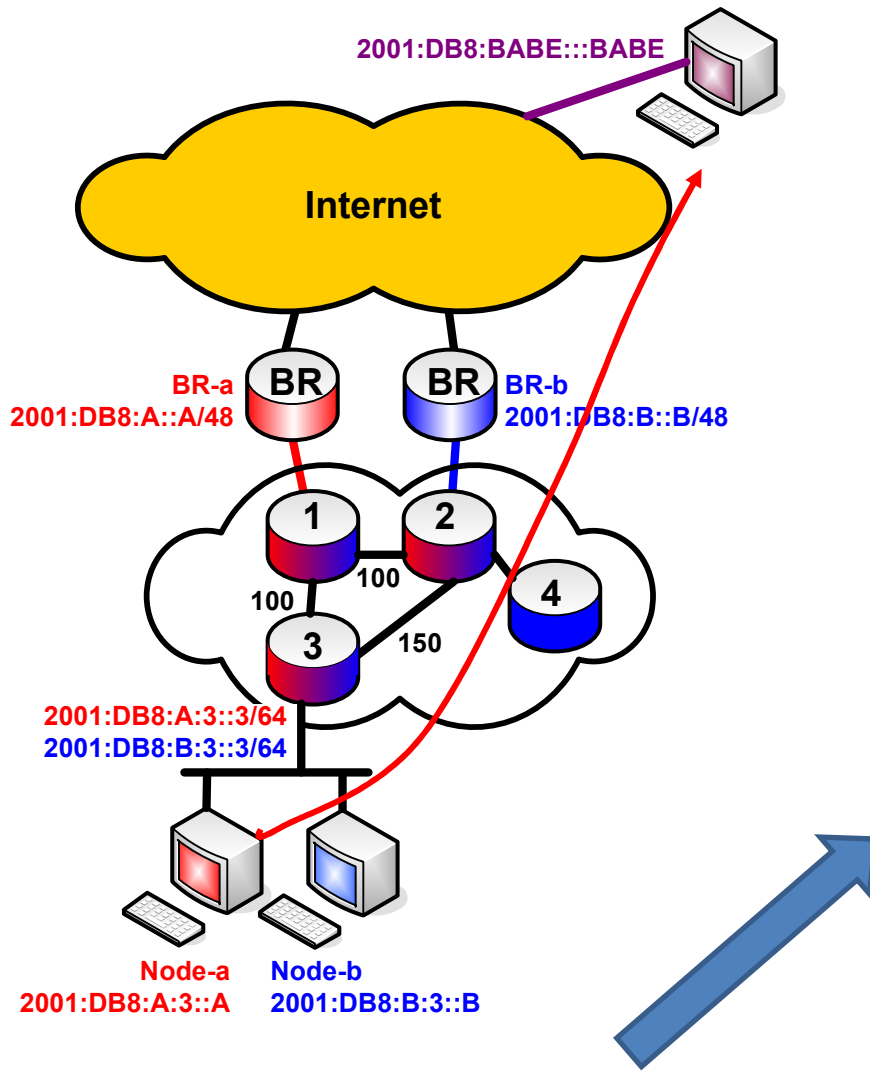 2001:DB8:BABE:::BABE
Internet
BR
BR
BR-a
2001:DB8:A::A/48
BR-b
2001:DB8:B::B/48
1
2
100
4
100
3
150
2001:DB8:A:3::3/64
2001:DB8:B:3::3/64
Node-a
2001:DB8:A:3::A
Node-b
2001:DB8:B:3::B